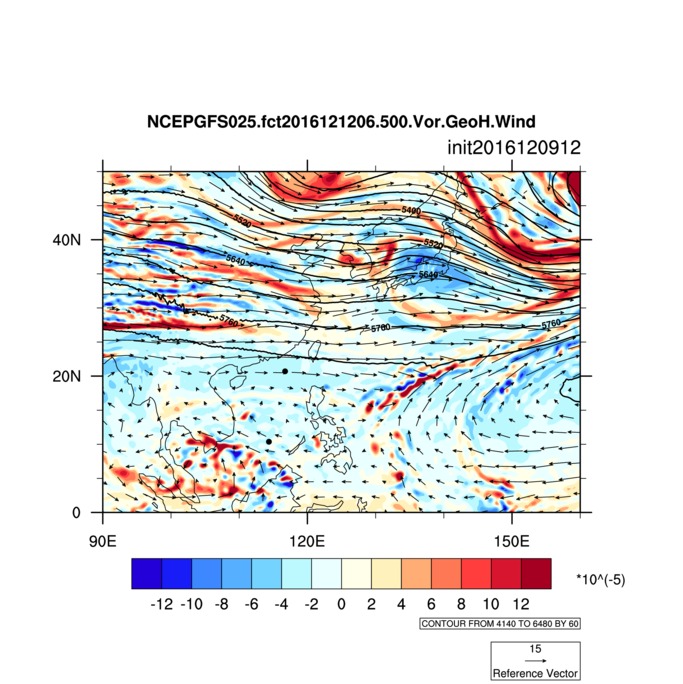 NCEPGFS025.fct2016121206.500.Vor.GeoH.Wind
init2016120912
40N
20N
0
90E 120E 150E
5400
5520
5520
5640
5640
5760
5760
5760
-12 -10 -8 -6 -4 -2 0 2 4 6 8 10 12
*10^(-5)
CONTOUR FROM 4140 TO 6480 BY 60
15
Reference Vector